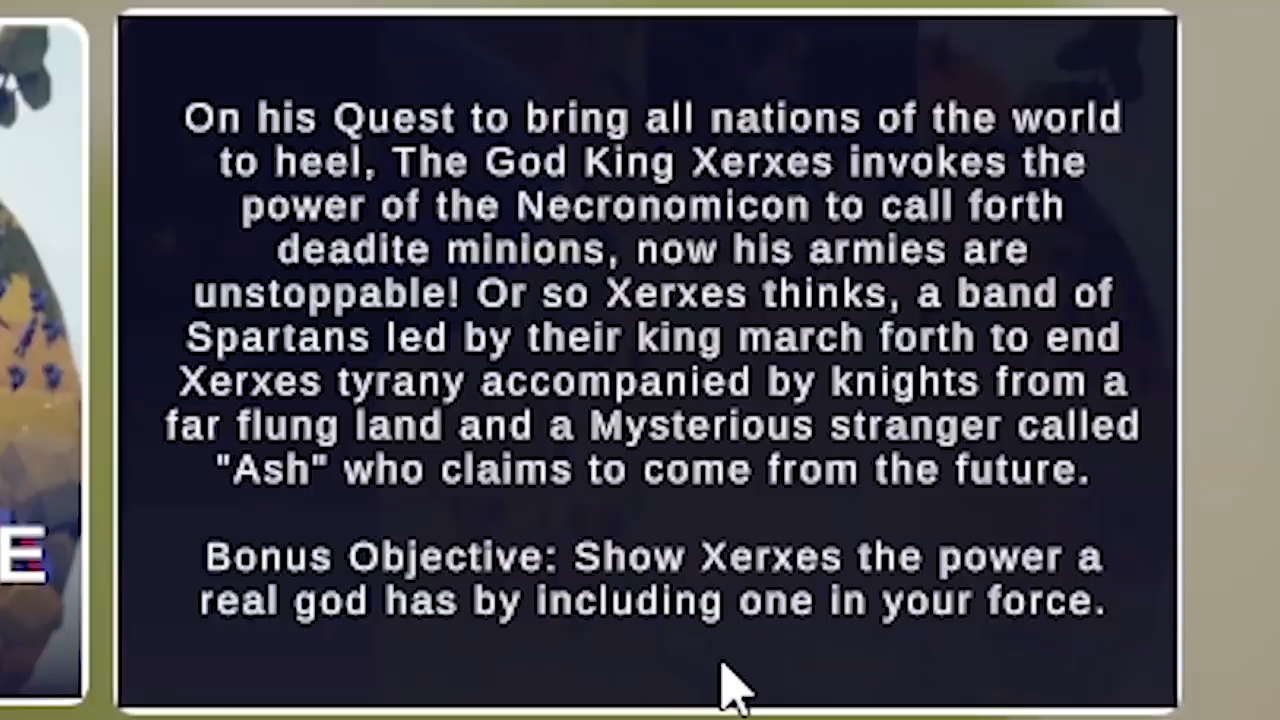 On his Quest to bring all nations of the world
to heel, The God King Xerxes invokes the
power of the Necronomicon to call forth
deadite minions, now his armies are
unstoppable! Or so Xerxes thinks, a band of
Spartans led by their king march forth to end
Xerxes tyrany accompanied by knights from a
far flung land and a Mysterious stranger called
"Ash" who claims to come from the future.
Bonus Objective: Show Xerxes the power a
real god has by including one in your force.